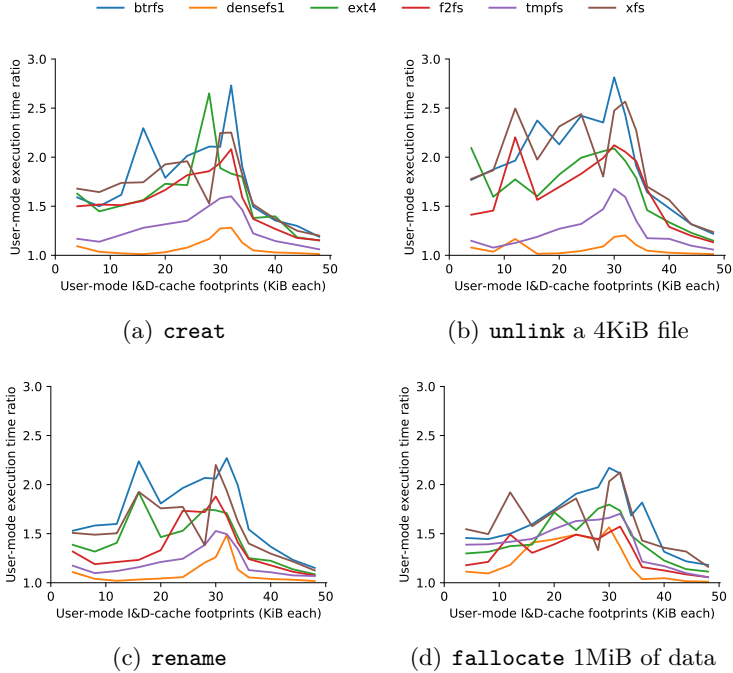 btrfs densefs1 ext4 f2fs tmpfs xfs
User-mode execution time ratio
3.0
2.5
2.0
1.5
1.0
0 10 20 30 40 50
User-mode I&D-cache footprints (KiB each)
(a) creat
User-mode execution time ratio
3.0
2.5
2.0
1.5
1.0
0 10 20 30 40 50
User-mode I&D-cache footprints (KiB each)
(b) unlink a 4KiB file
User-mode execution time ratio
3.0
2.5
2.0
1.5
1.0
0 10 20 30 40 50
User-mode I&D-cache footprints (KiB each)
(c) rename
User-mode execution time ratio
3.0
2.5
2.0
1.5
1.0
0 10 20 30 40 50
User-mode I&D-cache footprints (KiB each)
(d) fallocate 1MiB of data